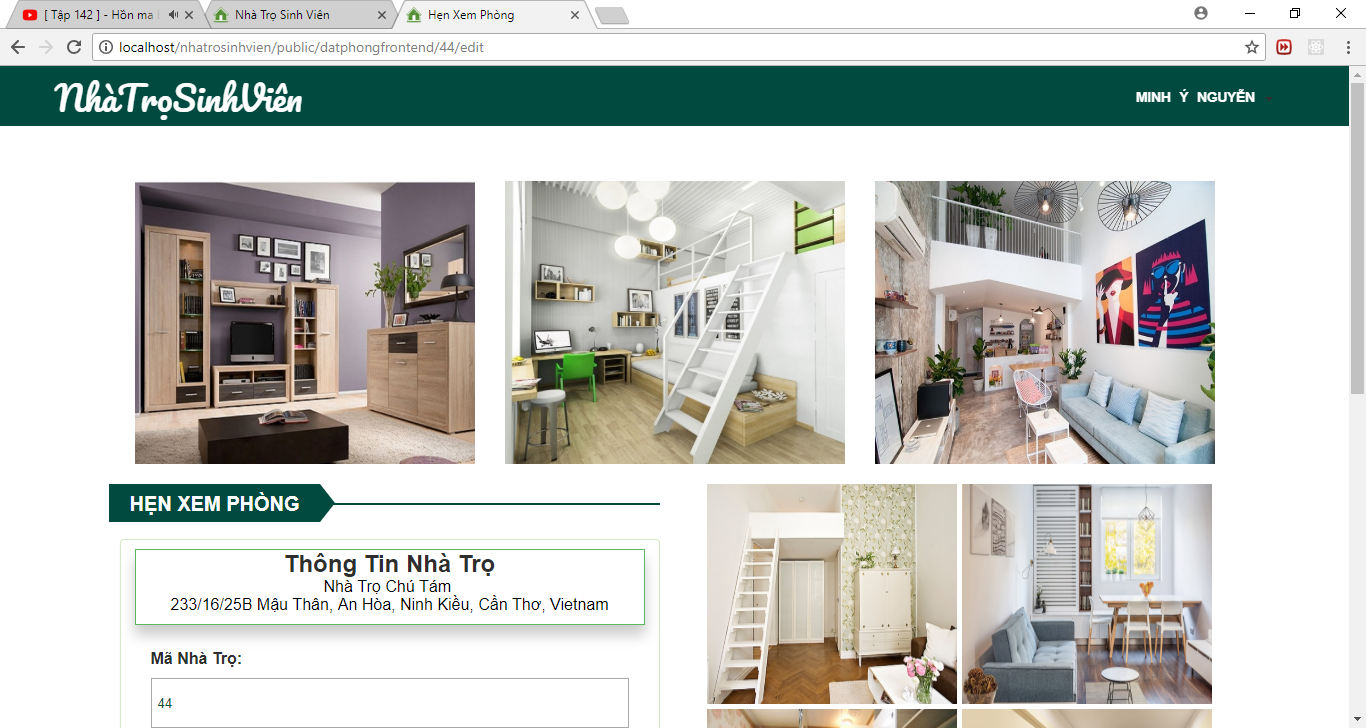 [ Tập 142 ] - Hồn ma
Nhà Trọ Sinh Viên
Hẹn Xem Phòng
localhost/nhatrosinhvien/public/datphongfrontend/44/edit
NhàTrọSinhViên
MINH Ý NGUYỄN
HẸN XEM PHÒNG
Thông Tin Nhà Trọ
Nhà Trọ Chú Tám
233/16/25B Mậu Thân, An Hòa, Ninh Kiều, Cần Thơ, Vietnam
Mã Nhà Trọ:
44